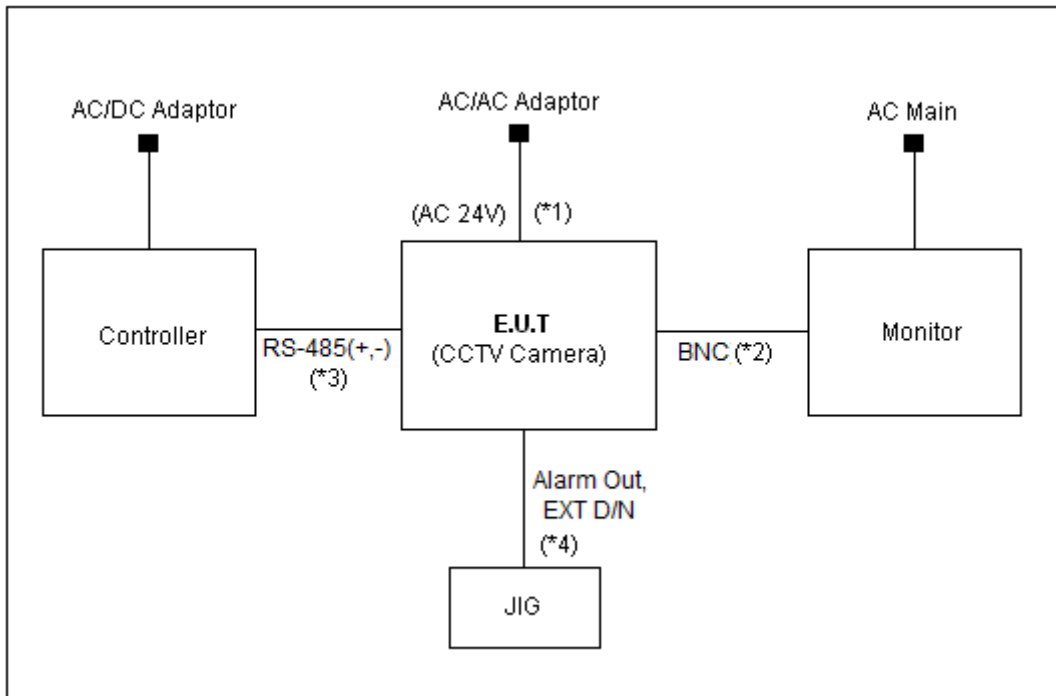 AC/DC Adaptor
AC/AC Adaptor
AC Main
(AC 24V)
(*1)
Controller
RS-485(+,-)
(*3)
E.U.T
(CCTV Camera)
BNC (*2)
Monitor
Alarm Out,
EXT D/N
(*4)
JIG